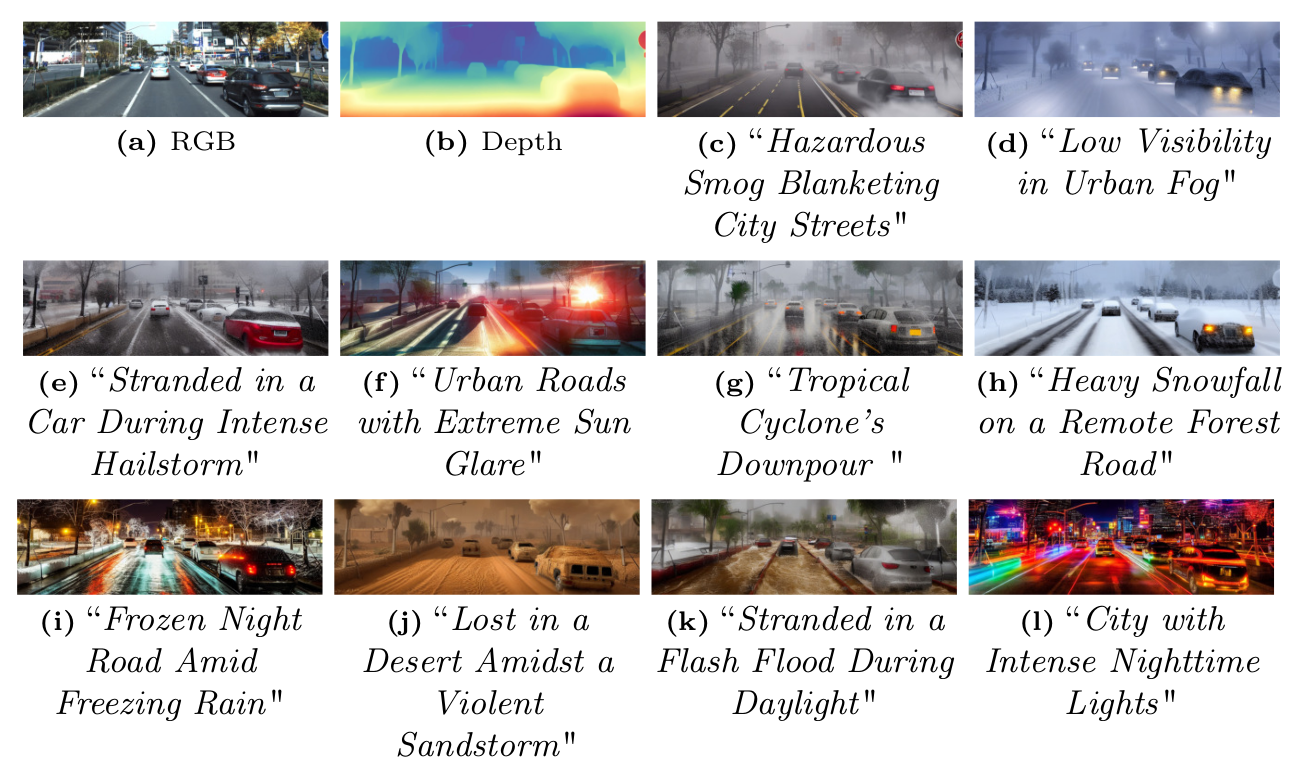 (a) RGB
(b) Depth
(c) “Hazardous
Smog Blanketing
City Streets"
(d) “Low Visibility
in Urban Fog"
(e) “Stranded in a
Car During Intense
Hailstorm"
(f) “Urban Roads
with Extreme Sun
Glare"
(g) “Tropical
Cyclone’s
Downpour "
(h) “Heavy Snowfall
on a Remote Forest
Road"
(i) “Frozen Night
Road Amid
Freezing Rain"
(j) “Lost in a
Desert Amidst a
Violent
Sandstorm"
(k) “Stranded in a
Flash Flood During
Daylight"
(l) “City with
Intense Nighttime
Lights"